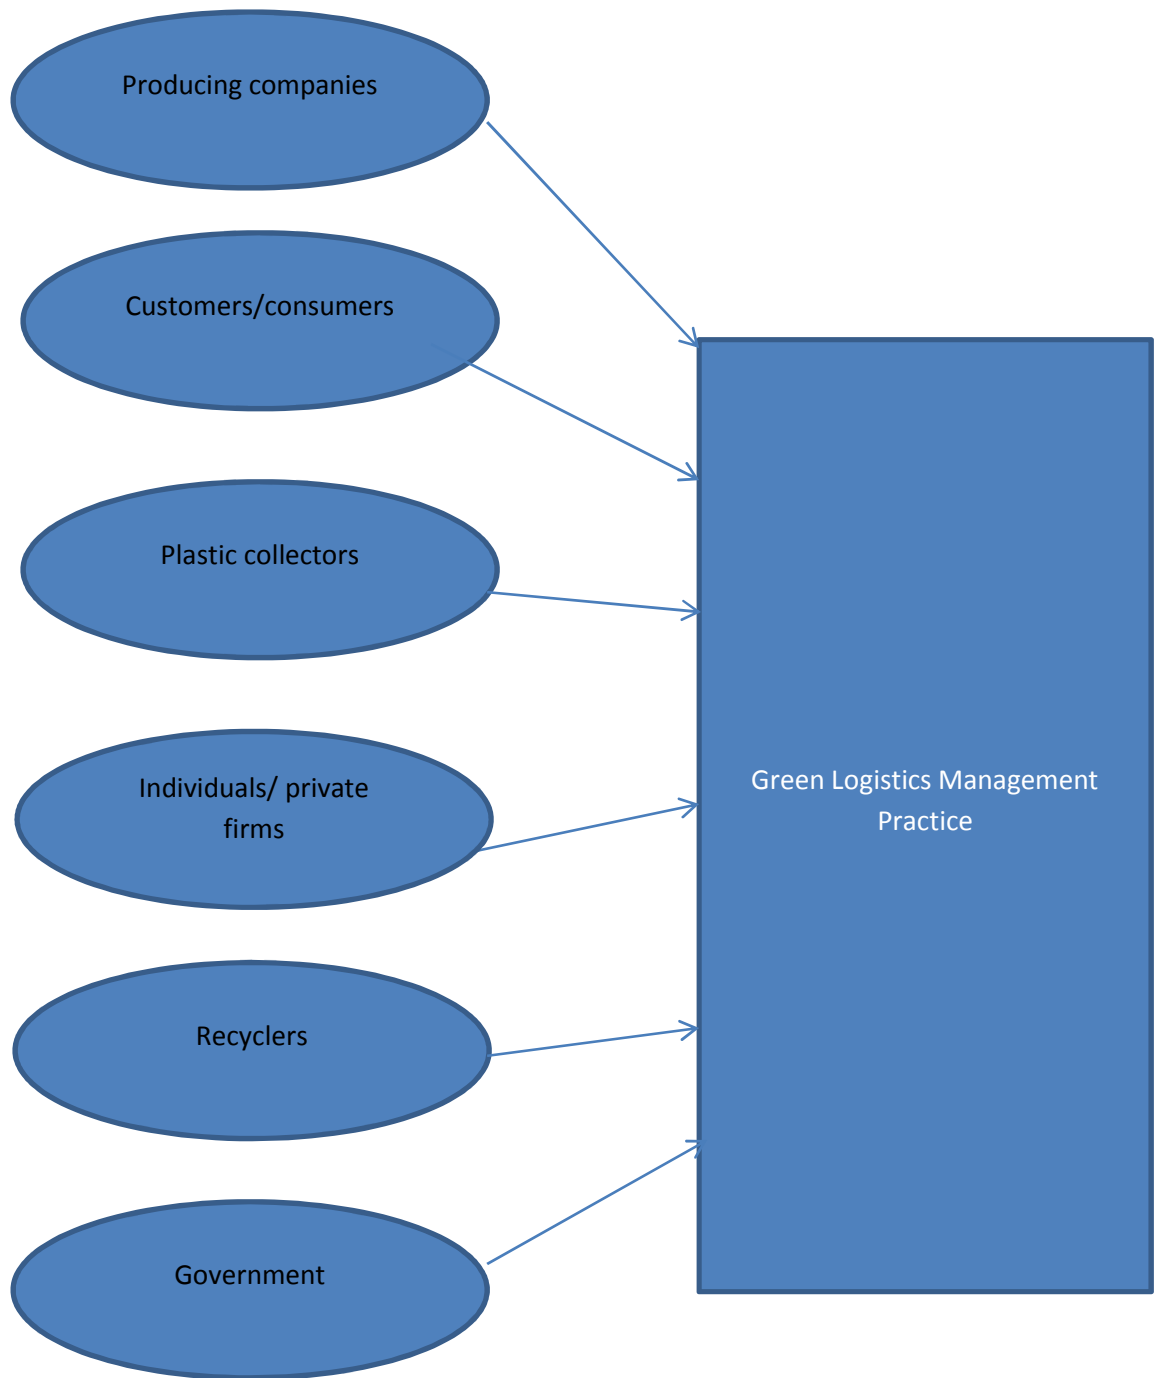 Producing companies
Customers/consumers
Plastic collectors
Individuals/ private
firms
Recyclers
Government
Green Logistics Management
Practice